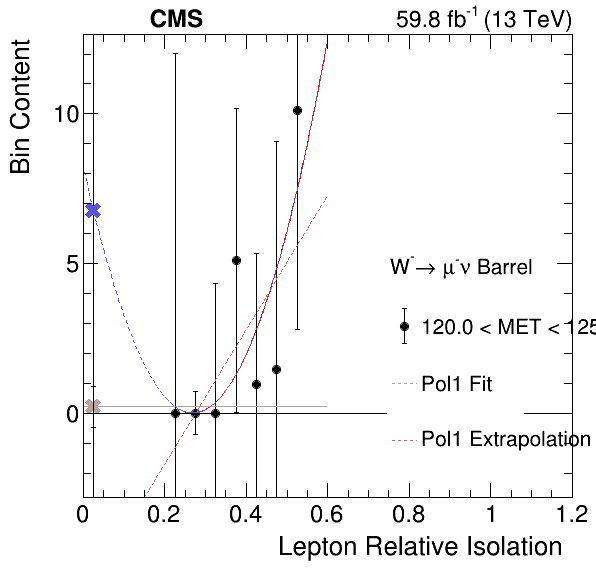 CMS 59.8 fb⁻¹ (13 TeV)
Bin Content
10
5
0
W⁻→ μ⁻ν Barrel
120.0 < MET < 125
Pol1 Fit
Pol1 Extrapolation
0 0.2 0.4 0.6 0.8 1 1.2
Lepton Relative Isolation